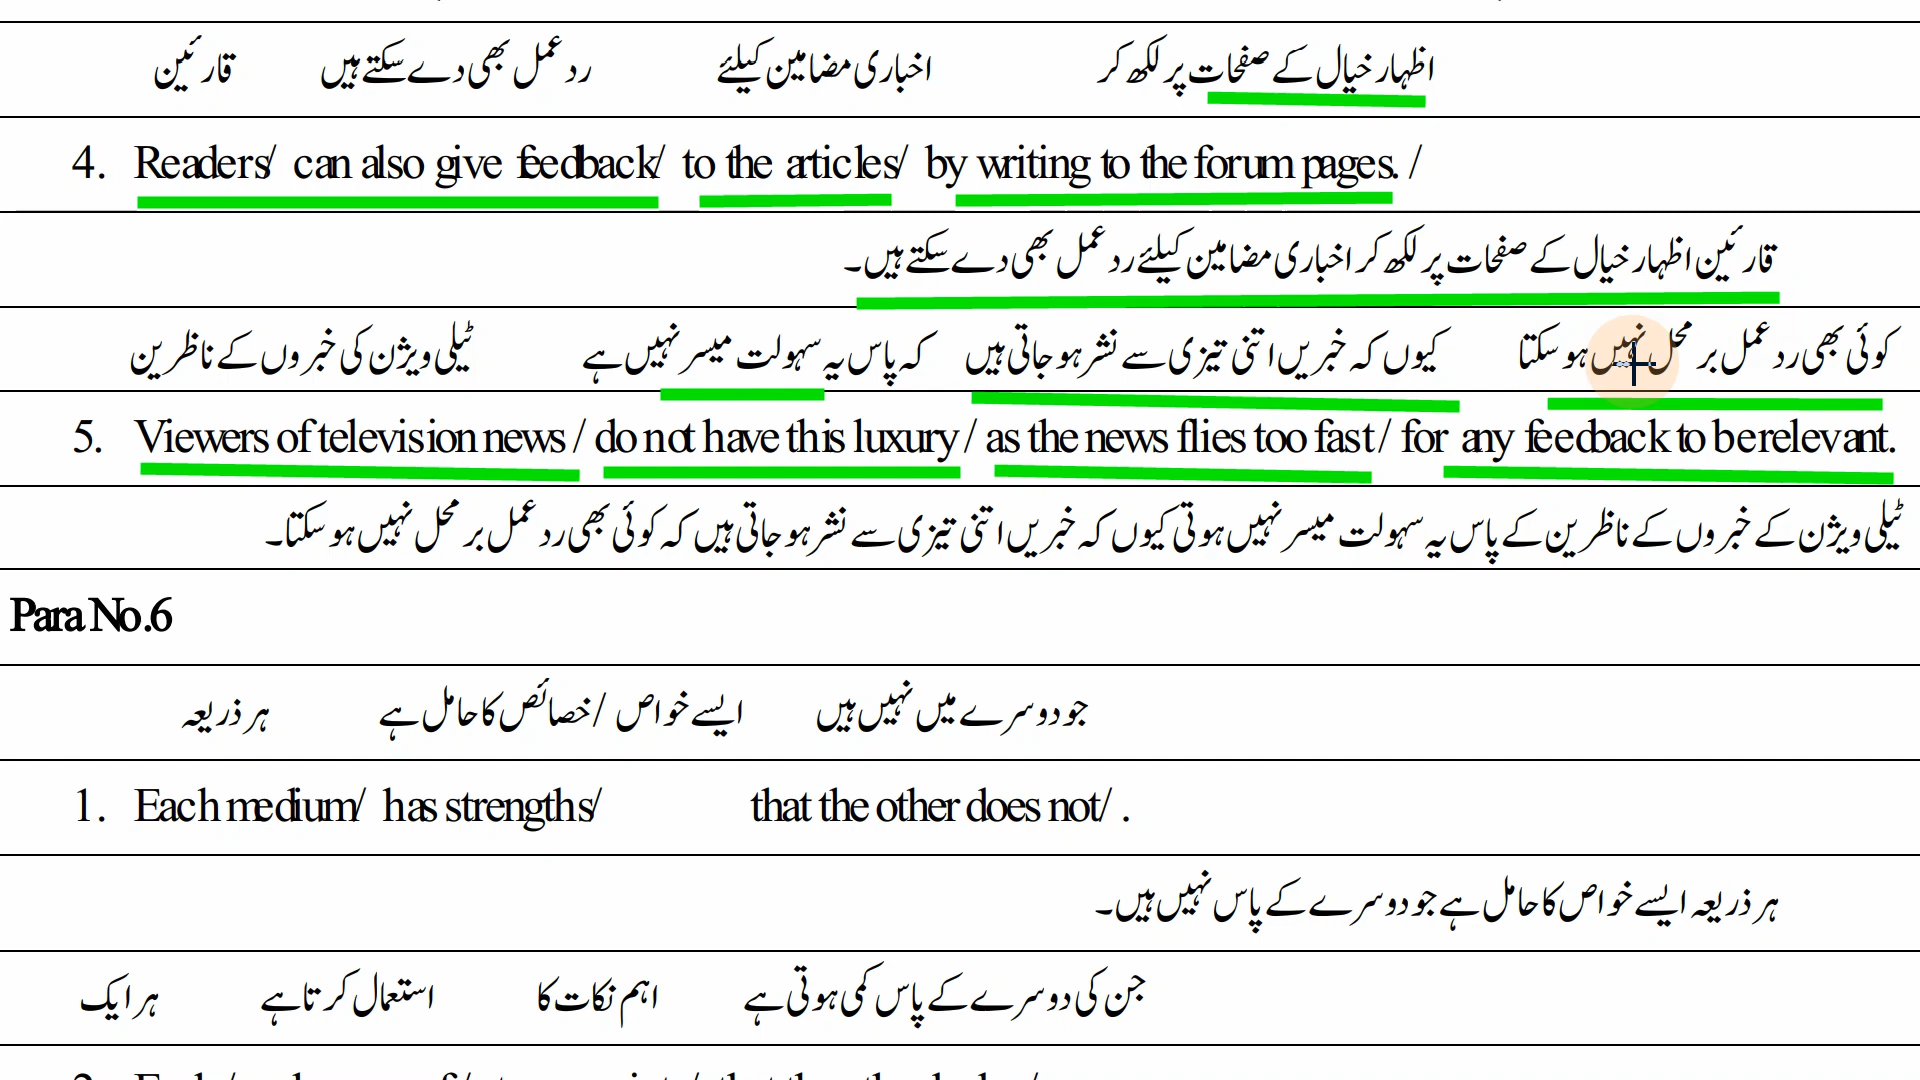 قارئین ردعمل بھی دے سکتے ہیں اخباری مضامین کیلئے اظہار خیال کے صفحات پر لکھ کر
4. Readers/ can also give feedback/ to the articles/ by writing to the forum pages. /
قارئین اظہار خیال کے صفحات پر لکھ کر اخباری مضامین کیلئے ردعمل بھی دے سکتے ہیں۔
ٹیلی ویژن کی خبروں کے ناظرین کہ پاس یہ سہولت میسر نہیں ہے کیوں کہ خبریں اتنی تیزی سے نشر ہو جاتی ہیں کوئی بھی ردعمل بر محل نہیں ہو سکتا
5. Viewers of television news / do not have this luxury / as the news flies too fast / for any feedback to be relevant.
ٹیلی ویژن کے خبروں کے ناظرین کے پاس یہ سہولت میسر نہیں ہوتی کیوں کہ خبریں اتنی تیزی سے نشر ہو جاتی ہیں کہ کوئی بھی ردعمل بر محل نہیں ہو سکتا۔
Para No.6
ہر ذریعہ ایسے خواص / خصائص کا حامل ہے جو دوسرے میں نہیں ہیں
1. Each medium/ has strengths/ that the other does not/ .
ہر ذریعہ ایسے خواص کا حامل ہے جو دوسرے کے پاس نہیں ہیں۔
ہر ایک استعمال کرتا ہے اہم نکات کا جن کی دوسرے کے پاس کمی ہوتی ہے